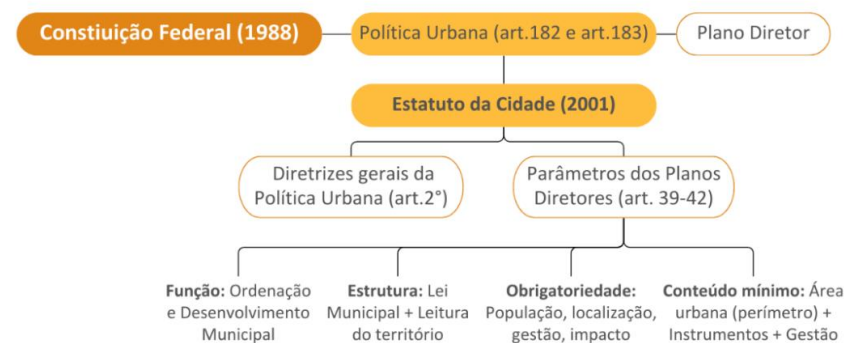 Constiuição Federal (1988)
Política Urbana (art.182 e art.183)
Plano Diretor
Estatuto da Cidade (2001)
Diretrizes gerais da
Política Urbana (art.2°)
Parâmetros dos Planos
Diretores (art. 39-42)
Função: Ordenação
e Desenvolvimento
Municipal
Estrutura: Lei
Municipal + Leitura
do território
Obrigatoriedade:
População, localização,
gestão, impacto
Conteúdo mínimo: Área
urbana (perímetro) +
Instrumentos + Gestão